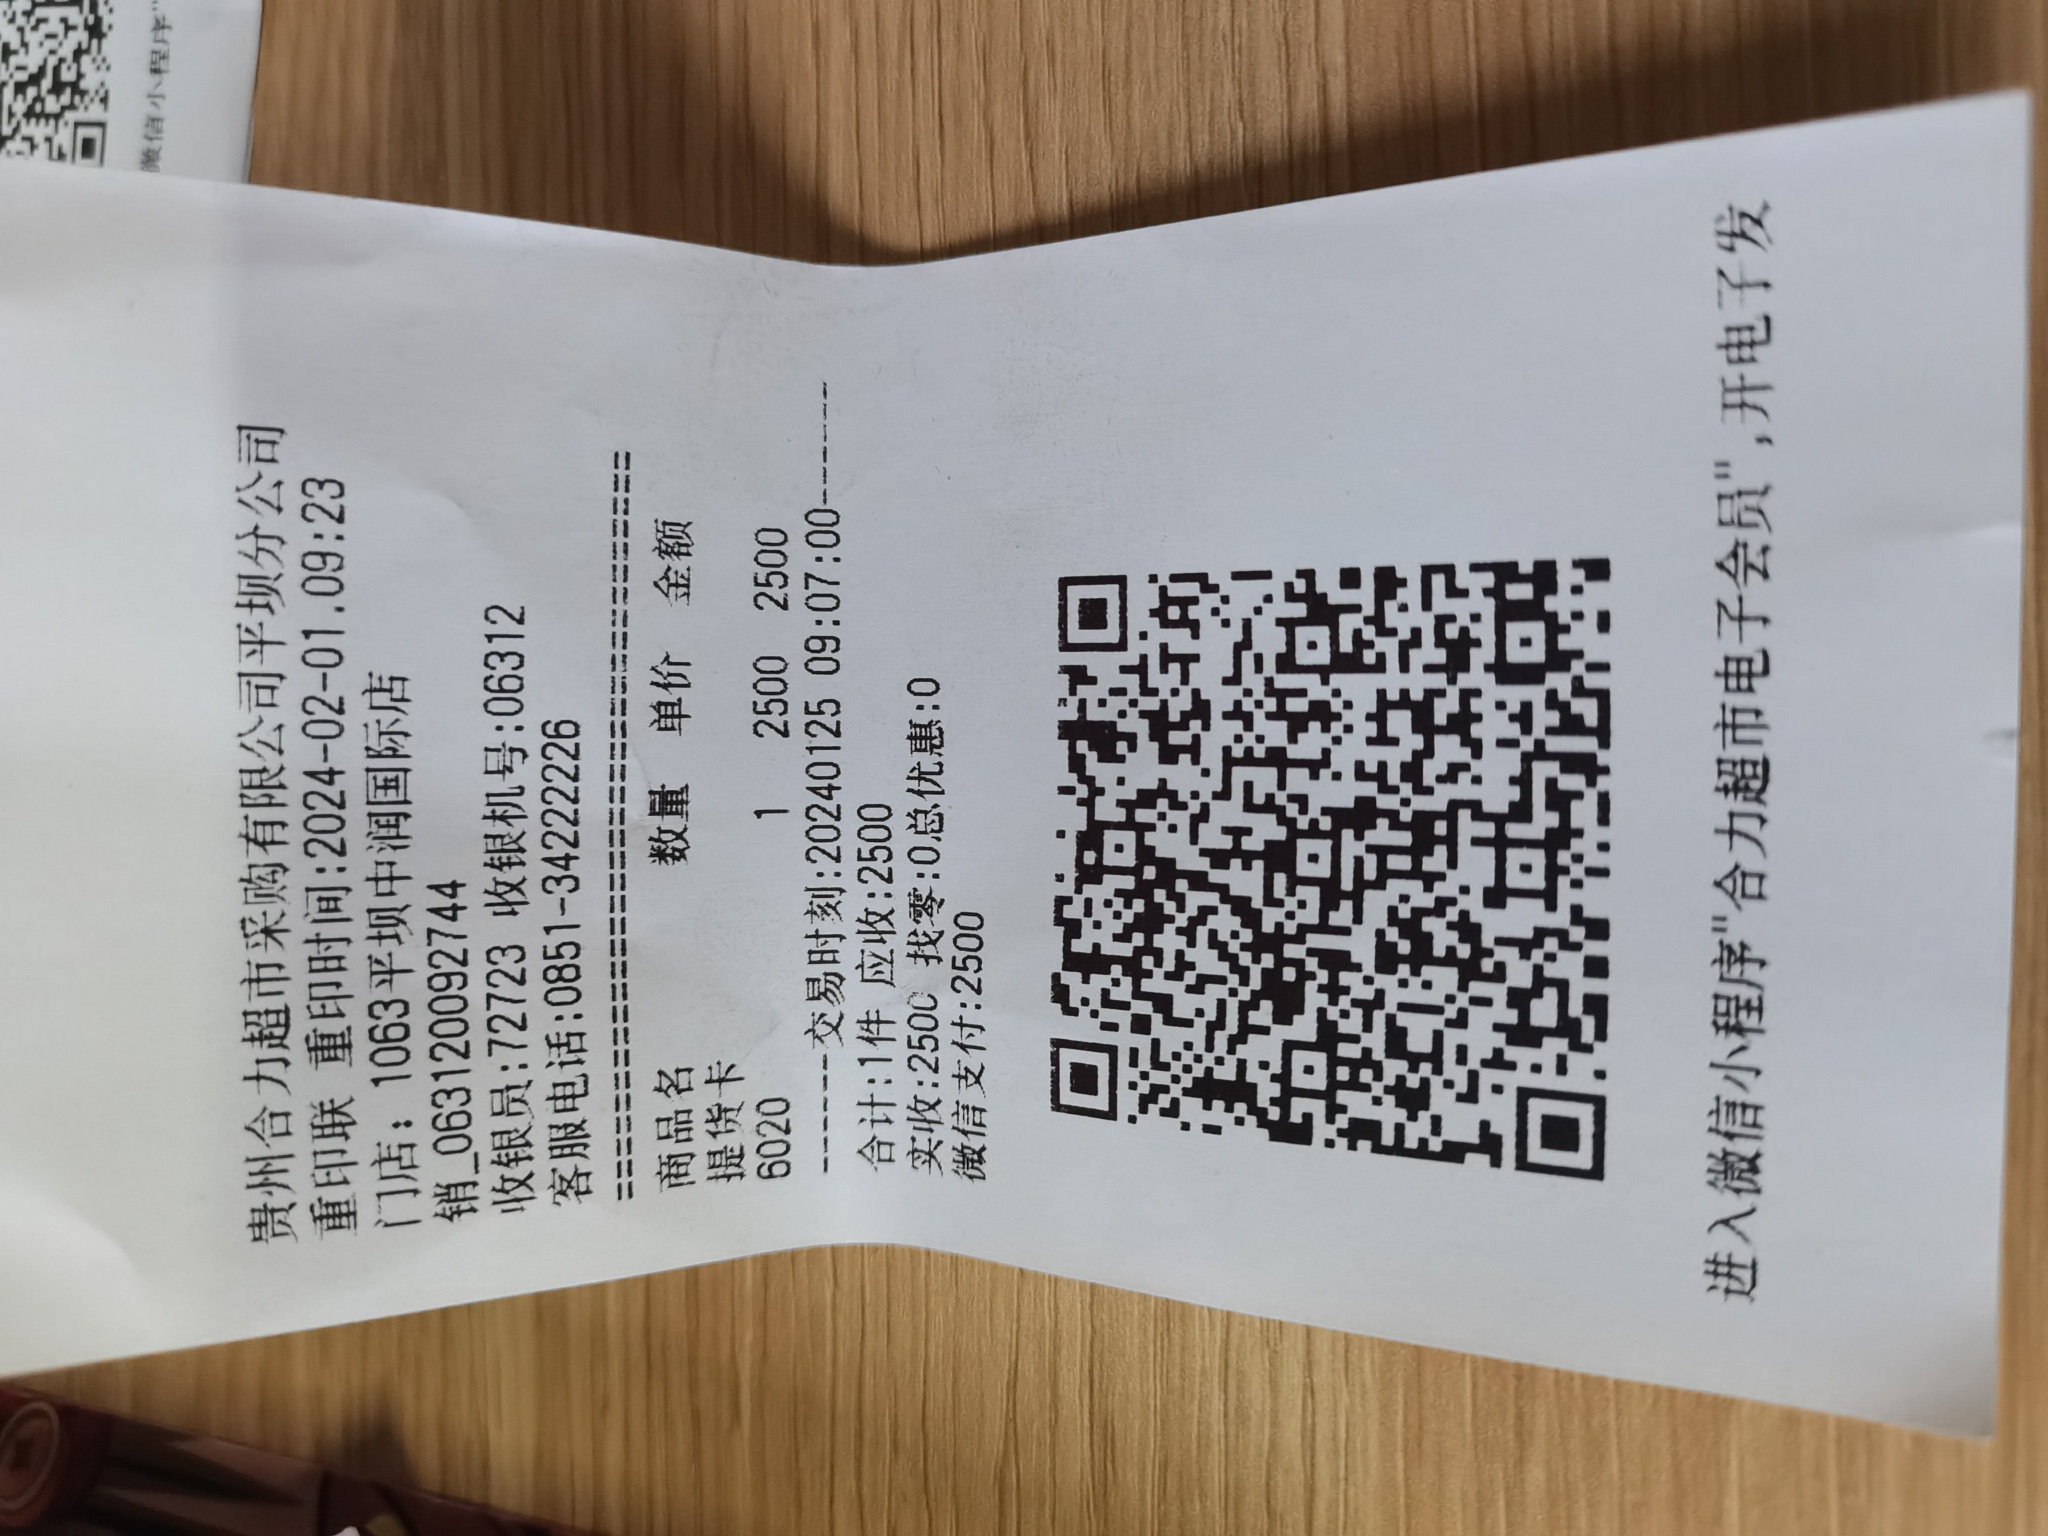 贵州合力超市采购有限公司平坝分公司
重印联 重印时间:2024-02-01.09:23
门店: 1063平坝中润国际店
销_063120092744
收银员:72723 收银机号:06312
客服电话:0851-34222226
==========================================
商品名 数量 单价 金额
提货卡
6020 1 2500 2500
-------交易时刻:20240125 09:07:00-------
合计:1件 应收:2500
实收:2500 找零:0总优惠:0
微信支付:2500
进入微信小程序"合力超市电子会员",开电子发
微信小程序"